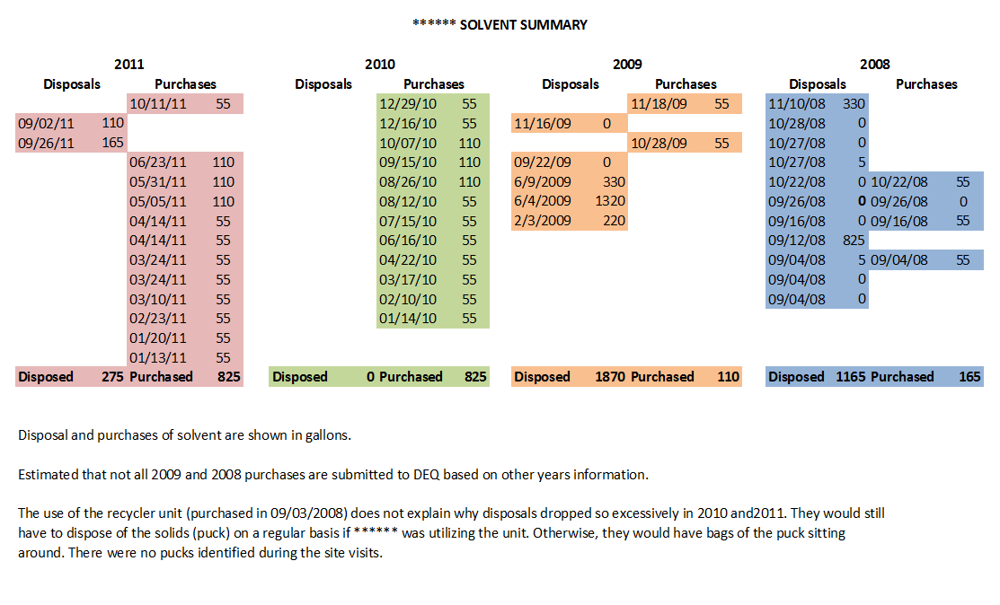 ****** SOLVENT SUMMARY
2011 2010 2009 2008
Disposals Purchases Disposals Purchases Disposals Purchases Disposals Purchases
10/11/11 55 12/29/10 55 11/18/09 55 11/10/08 330
09/02/11 110 12/16/10 55 11/16/09 0 10/28/08 0
09/26/11 165 10/07/10 110 10/28/09 55 10/27/08 0
06/23/11 110 09/15/10 110 09/22/09 0 10/27/08 5
05/31/11 110 08/26/10 110 6/9/2009 330 10/22/08 0 10/22/08 55
05/05/11 110 08/12/10 55 6/4/2009 1320 09/26/08 0 09/26/08 0
04/14/11 55 07/15/10 55 2/3/2009 220 09/16/08 0 09/16/08 55
04/14/11 55 06/16/10 55 09/12/08 825
03/24/11 55 04/22/10 55 09/04/08 5 09/04/08 55
03/24/11 55 03/17/10 55 09/04/08 0
03/10/11 55 02/10/10 55 09/04/08 0
02/23/11 55 01/14/10 55
01/20/11 55
01/13/11 55
Disposed 275 Purchased 825 Disposed 0 Purchased 825 Disposed 1870 Purchased 110 Disposed 1165 Purchased 165
Disposal and purchases of solvent are shown in gallons.
Estimated that not all 2009 and 2008 purchases are submitted to DEQ based on other years information.
The use of the recycler unit (purchased in 09/03/2008) does not explain why disposals dropped so excessively in 2010 and2011. They would still
have to dispose of the solids (puck) on a regular basis if ****** was utilizing the unit. Otherwise, they would have bags of the puck sitting
around. There were no pucks identified during the site visits.